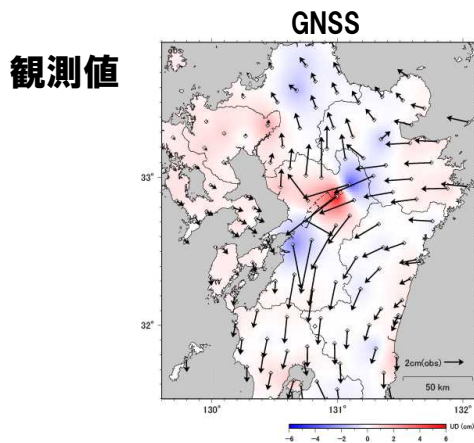 GNSS
観測値
obs
33°
32°
2cm(obs)
50 km
130°
131°
132°
UD (cm)
-6 -4 -2 0 2 4 6